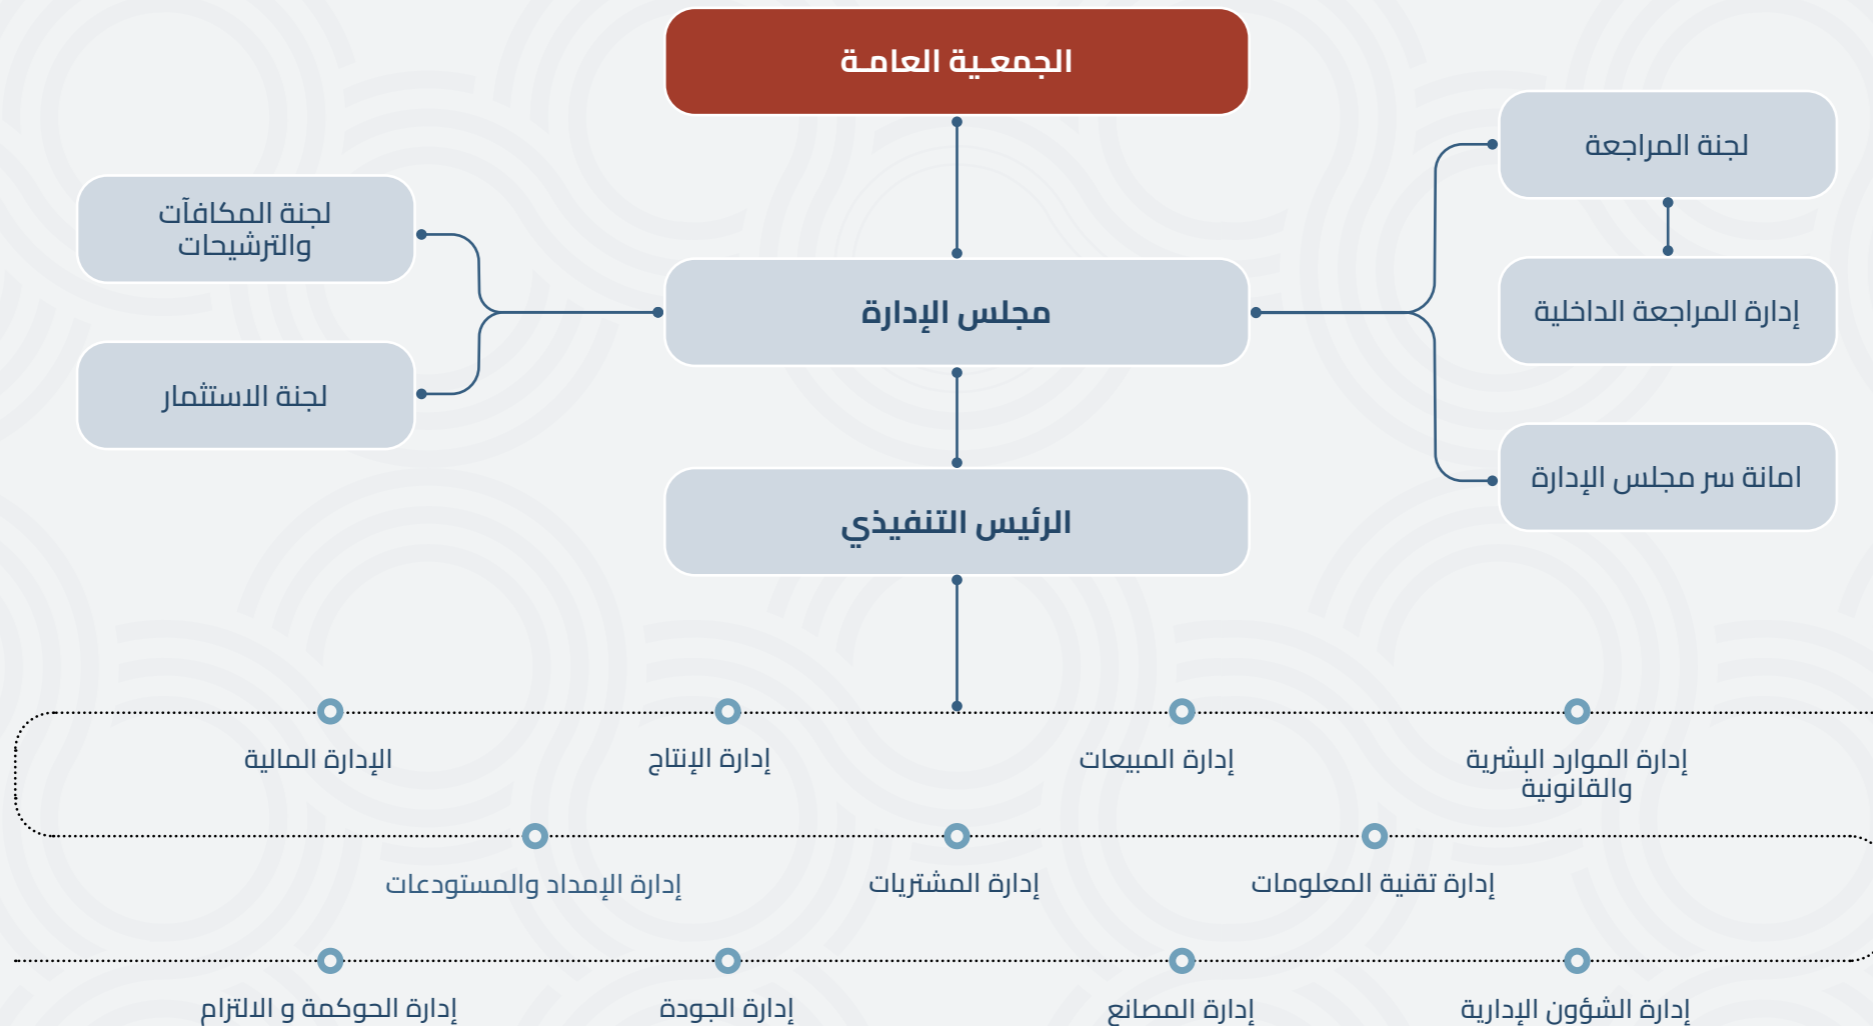 الجمعية العامة
لجنة المراجعة
لجنة المكافآت
والترشيحات
مجلس الإدارة
إدارة المراجعة الداخلية
لجنة الاستثمار
امانة سر مجلس الإدارة
الرئيس التنفيذي
إدارة الموارد البشرية
والقانونية
إدارة المبيعات
إدارة الإنتاج
الإدارة المالية
إدارة تقنية المعلومات
إدارة المشتريات
إدارة الإمداد والمستودعات
إدارة الشؤون الإدارية
إدارة المصانع
إدارة الجودة
إدارة الحوكمة و الالتزام